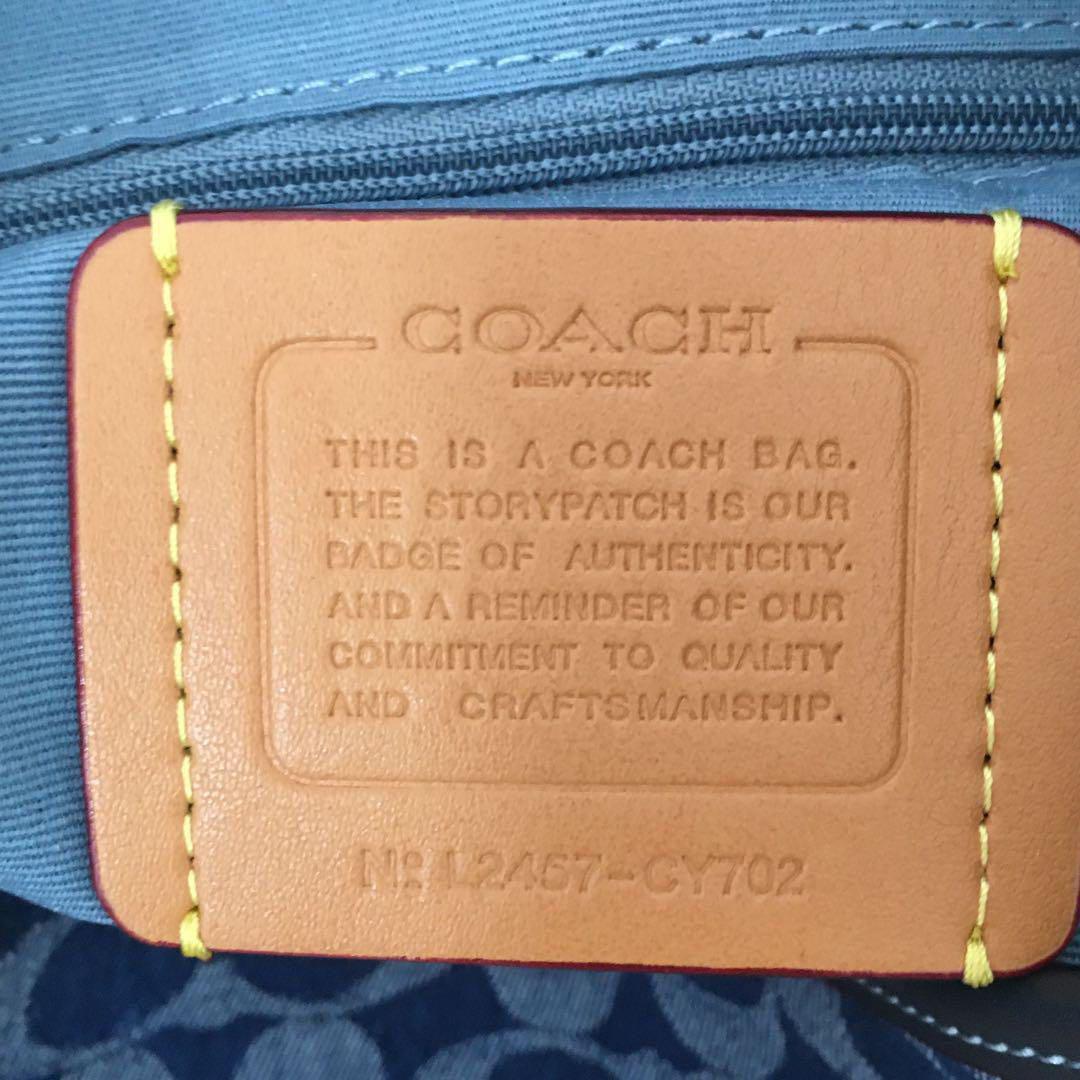 COACH
NEW YORK
THIS IS A COACH BAG.
THE STORYPATCH IS OUR
BADGE OF AUTHENTICITY.
AND A REMINDER OF OUR
COMMITMENT TO QUALITY
AND CRAFTSMANSHIP.
Nº L2457-CY702